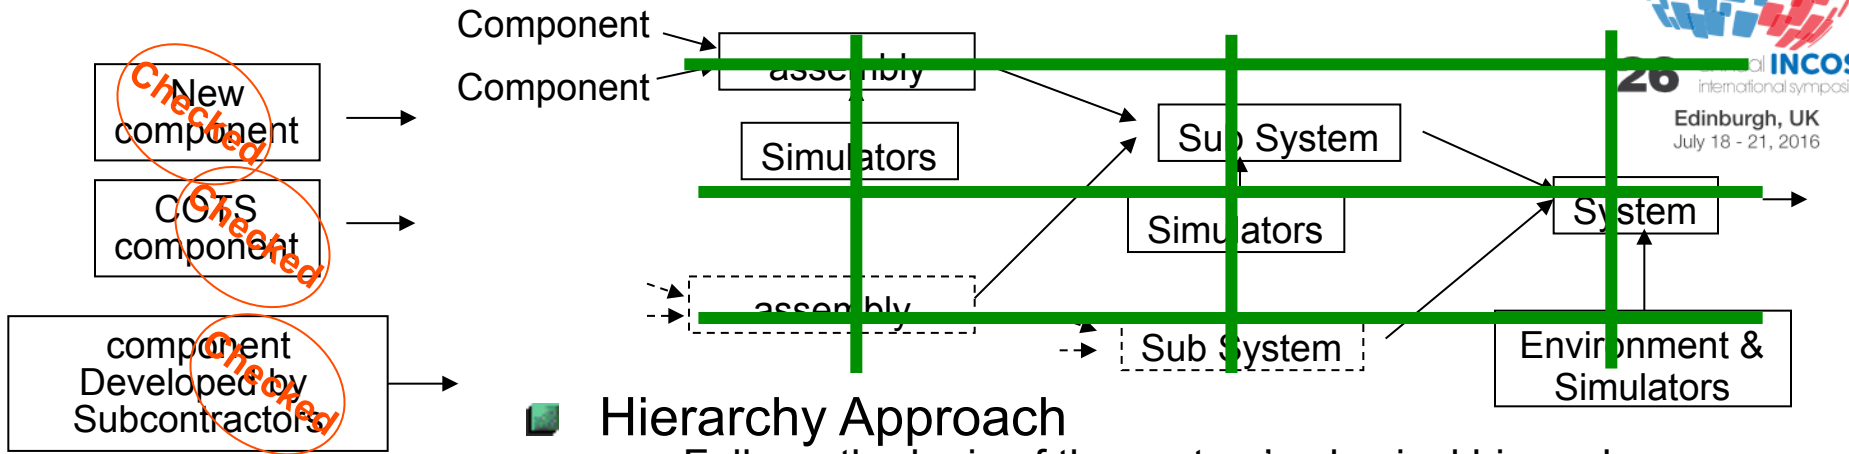 Component
Component
assembly
Simulators
Sub System
Simulators
System
assembly
Sub System
Environment &
Simulators
New
component
Checked
COTS
component
Checked
component
Developed by
Subcontractors
Checked
26
INCOS
international symposi
Edinburgh, UK
July 18 - 21, 2016
Hierarchy Approach